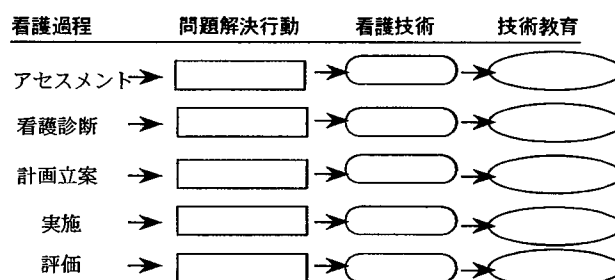 看護過程 問題解決行動 看護技術 技術教育
アセスメント
看護診断
計画立案
実施
評価